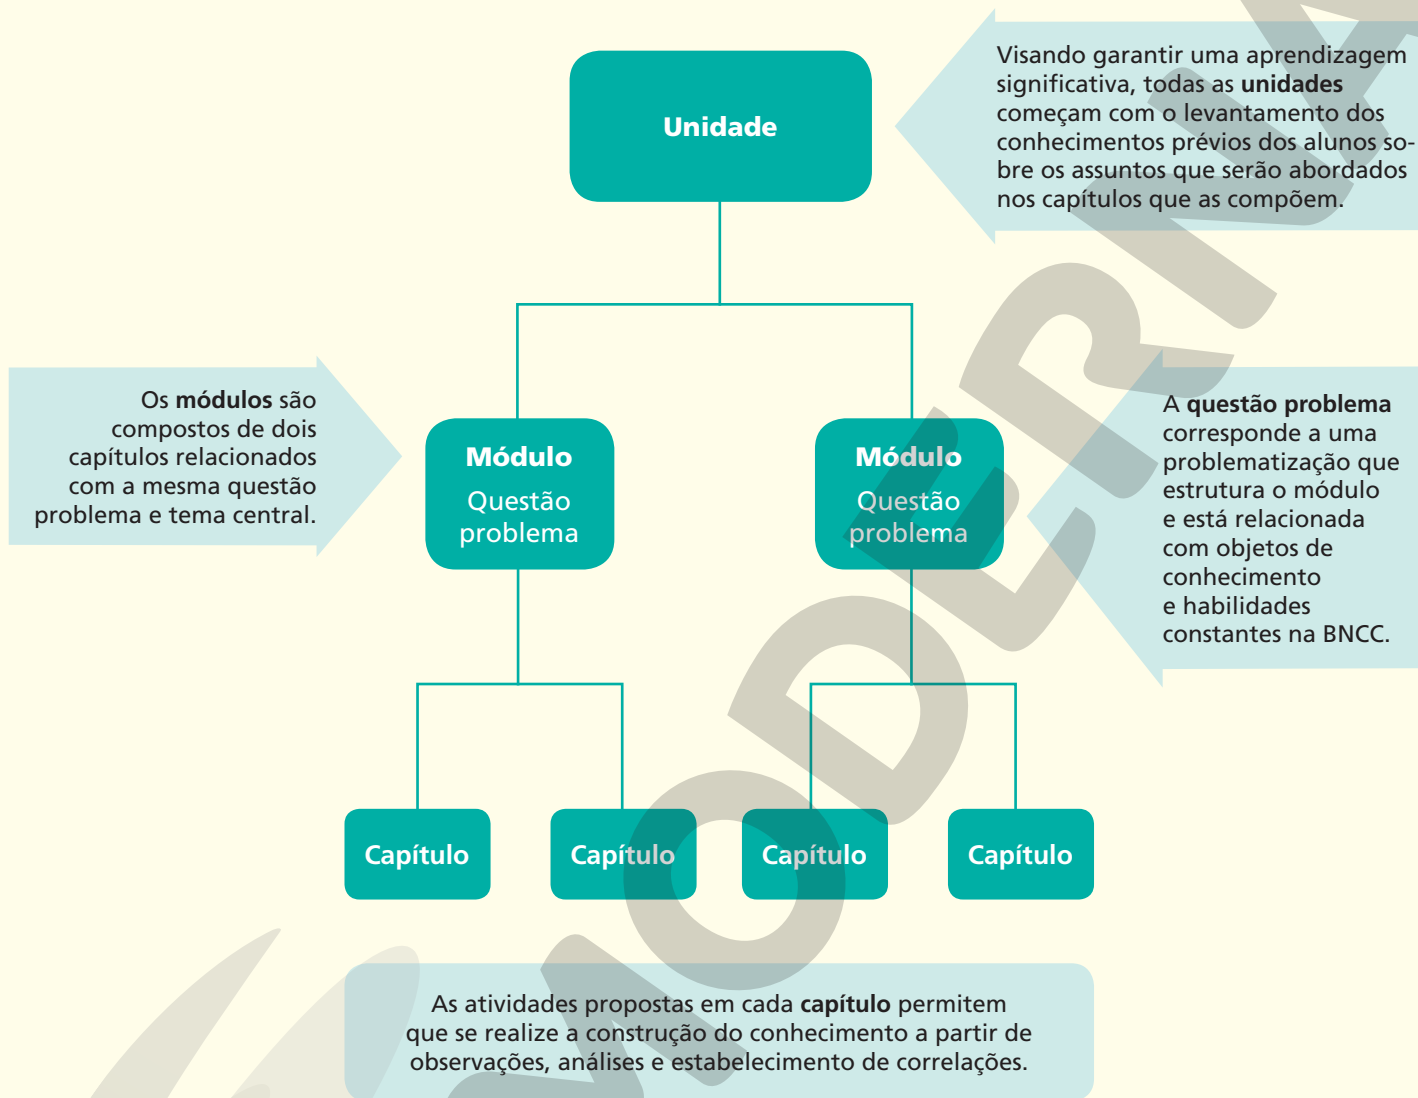 Unidade
Visando garantir uma aprendizagem
significativa, todas as unidades
começam com o levantamento dos
conhecimentos prévios dos alunos so-
bre os assuntos que serão abordados
nos capítulos que as compõem.
Os módulos são
compostos de dois
capítulos relacionados
com a mesma questão
problema e tema central.
Módulo
Questão
problema
Módulo
Questão
problema
A questão problema
corresponde a uma
problematização que
estrutura o módulo
e está relacionada
com objetos de
conhecimento
e habilidades
constantes na BNCC.
Capítulo
Capítulo
Capítulo
Capítulo
As atividades propostas em cada capítulo permitem
que se realize a construção do conhecimento a partir de
observações, análises e estabelecimento de correlações.
MODERNA